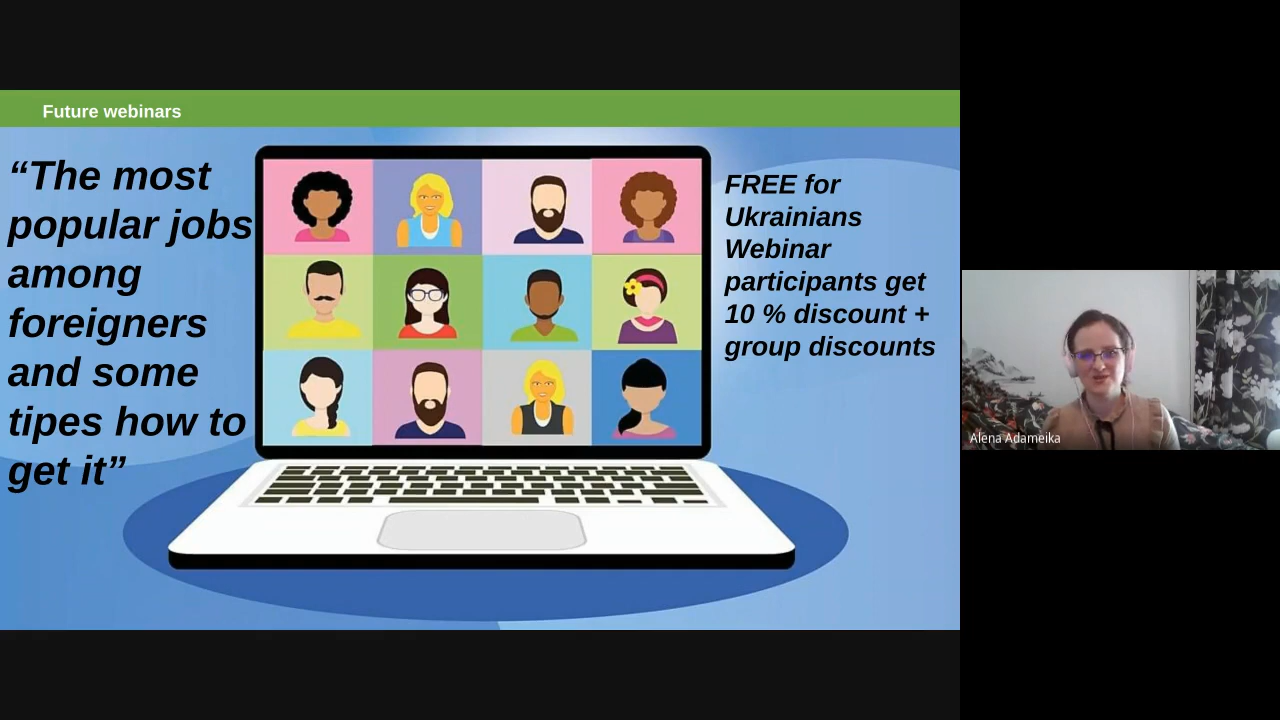 Future webinars
“The most
popular jobs
among
foreigners
and some
tipes how to
get it”
FREE for
Ukrainians
Webinar
participants get
10 % discount +
group discounts
Alena Adameika